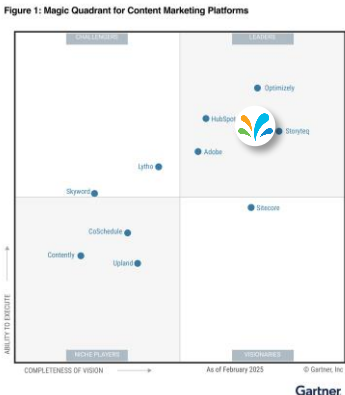 Figure 1: Magic Quadrant for Content Marketing Platforms
CHALLENGERS
LEADERS
Optimizely
HubSpot
Storyteq
Adobe
Lytho
Skyword
Sitecore
CoSchedule
Contently
Upland
ABILITY TO EXECUTE
NICHE PLAYERS
VISIONARIES
COMPLETENESS OF VISION
As of February 2025
© Gartner, Inc
Gartner